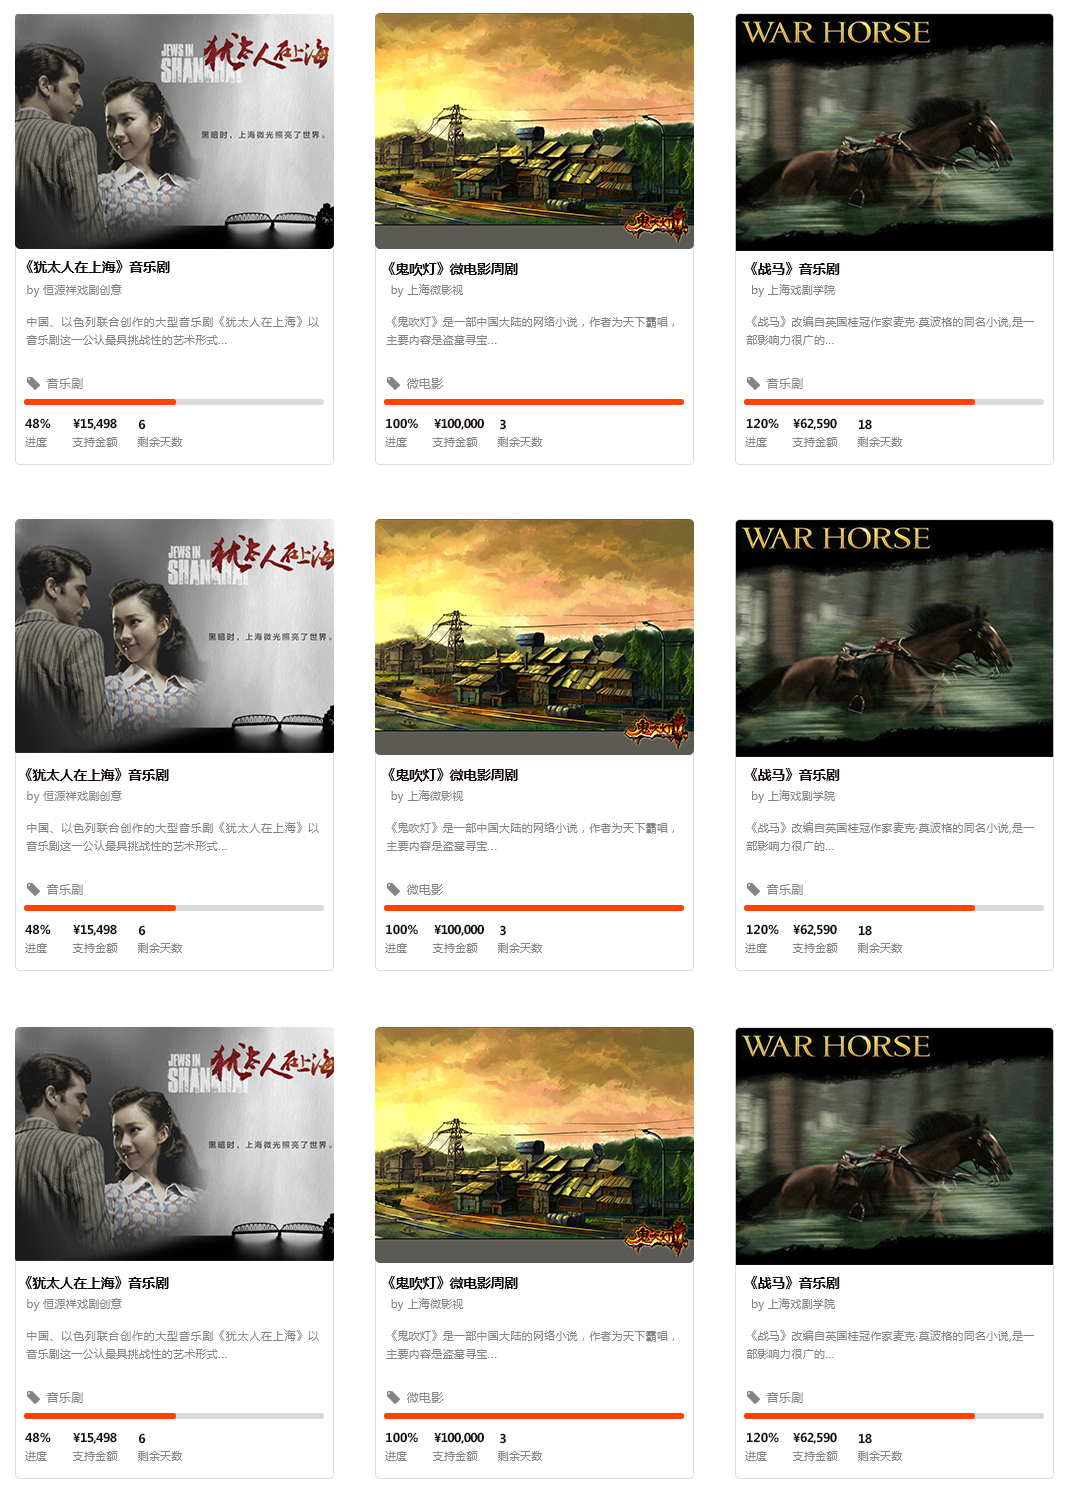 JEWS IN
SHANGHAI
犹太人在上海
黑暗时，上海微光照亮了世界。
《犹太人在上海》音乐剧
by 恒源祥戏剧创意
中国、以色列联合创作的大型音乐剧《犹太人在上海》以
音乐剧这一公认最具挑战性的艺术形式...
音乐剧
48% ¥15,498 6
进度 支持金额 剩余天数
鬼吹灯
《鬼吹灯》微电影周剧
by 上海微影视
《鬼吹灯》是一部中国大陆的网络小说，作者为天下霸唱，
主要内容是盗墓寻宝...
微电影
100% ¥100,000 3
进度 支持金额 剩余天数
WAR HORSE
《战马》音乐剧
by 上海戏剧学院
《战马》改编自英国桂冠作家麦克·莫波格的同名小说,是一
部影响力很广的...
音乐剧
120% ¥62,590 18
进度 支持金额 剩余天数
JEWS IN
SHANGHAI
犹太人在上海
黑暗时，上海微光照亮了世界。
《犹太人在上海》音乐剧
by 恒源祥戏剧创意
中国、以色列联合创作的大型音乐剧《犹太人在上海》以
音乐剧这一公认最具挑战性的艺术形式...
音乐剧
48% ¥15,498 6
进度 支持金额 剩余天数
鬼吹灯
《鬼吹灯》微电影周剧
by 上海微影视
《鬼吹灯》是一部中国大陆的网络小说，作者为天下霸唱，
主要内容是盗墓寻宝...
微电影
100% ¥100,000 3
进度 支持金额 剩余天数
WAR HORSE
《战马》音乐剧
by 上海戏剧学院
《战马》改编自英国桂冠作家麦克·莫波格的同名小说,是一
部影响力很广的...
音乐剧
120% ¥62,590 18
进度 支持金额 剩余天数
JEWS IN
SHANGHAI
犹太人在上海
黑暗时，上海微光照亮了世界。
《犹太人在上海》音乐剧
by 恒源祥戏剧创意
中国、以色列联合创作的大型音乐剧《犹太人在上海》以
音乐剧这一公认最具挑战性的艺术形式...
音乐剧
48% ¥15,498 6
进度 支持金额 剩余天数
鬼吹灯
《鬼吹灯》微电影周剧
by 上海微影视
《鬼吹灯》是一部中国大陆的网络小说，作者为天下霸唱，
主要内容是盗墓寻宝...
微电影
100% ¥100,000 3
进度 支持金额 剩余天数
WAR HORSE
《战马》音乐剧
by 上海戏剧学院
《战马》改编自英国桂冠作家麦克·莫波格的同名小说,是一
部影响力很广的...
音乐剧
120% ¥62,590 18
进度 支持金额 剩余天数